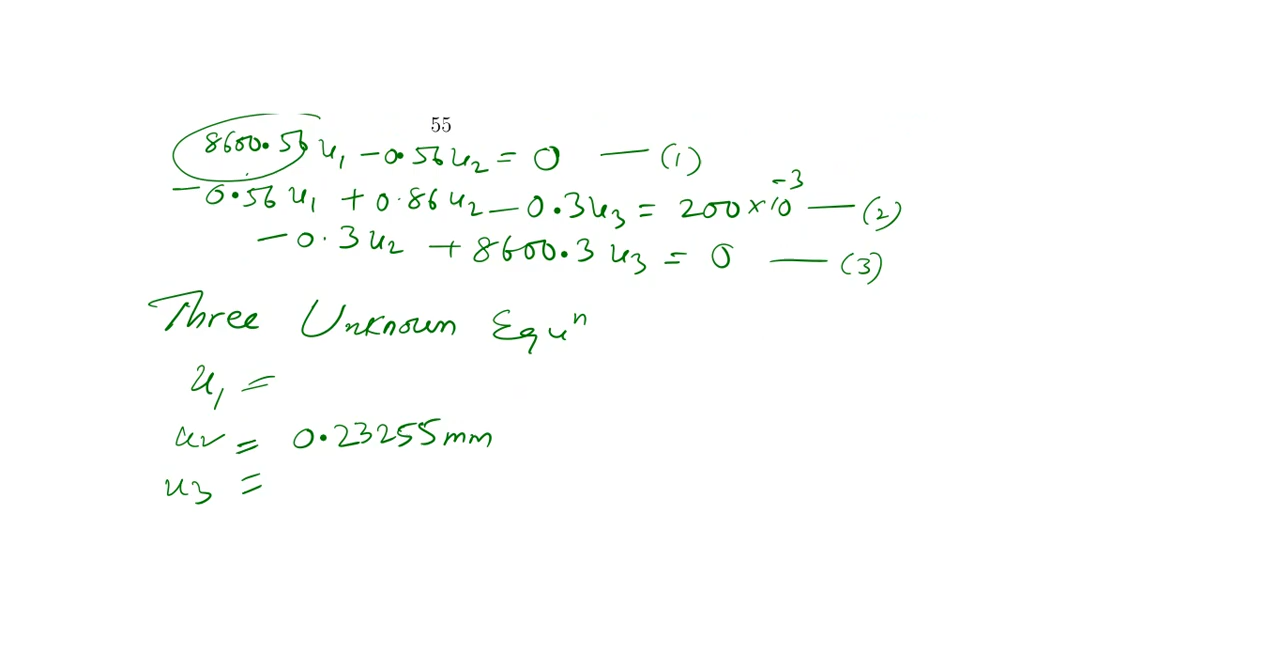 55
8600.56 u₁ − 0.56 u₂ = 0 — (1)
− 0.56 u₁ + 0.86 u₂ − 0.3 u₃ = 200 × 10⁻³ — (2)
− 0.3 u₂ + 8600.3 u₃ = 0 — (3)
Three Unknown Equⁿ
u₁ =
u₂ = 0.23255 mm
u₃ =